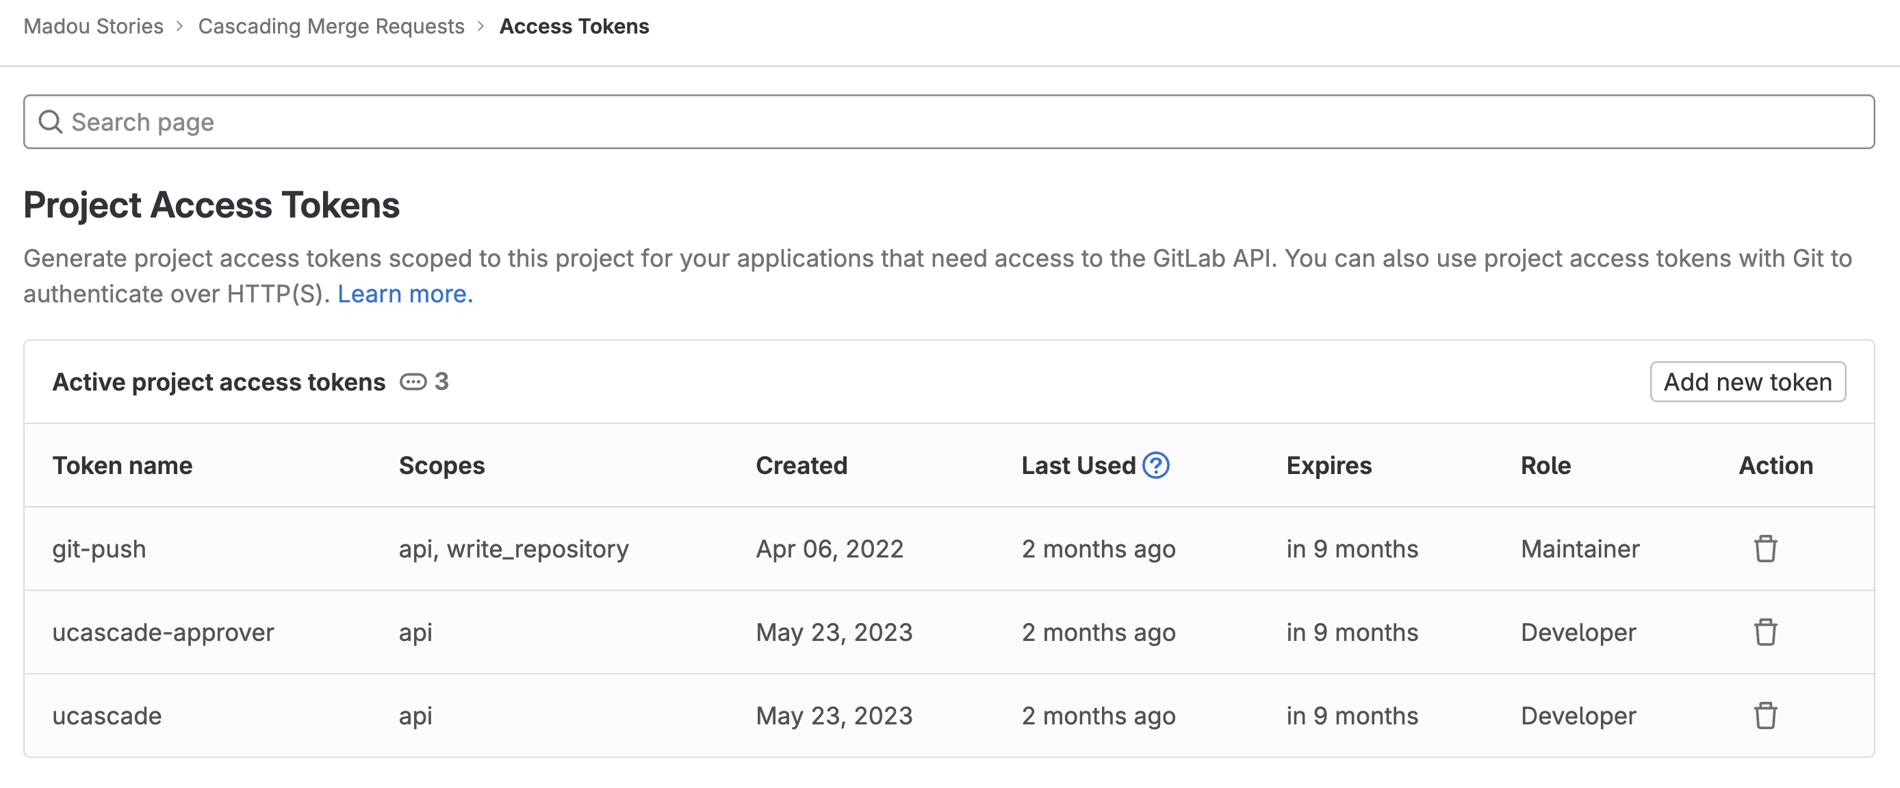 Madou Stories > Cascading Merge Requests > Access Tokens
Search page
Project Access Tokens
Generate project access tokens scoped to this project for your applications that need access to the GitLab API. You can also use project access tokens with Git to
authenticate over HTTP(S). Learn more.
Active project access tokens 3 Add new token
Token name Scopes Created Last Used ? Expires Role Action
git-push api, write_repository Apr 06, 2022 2 months ago in 9 months Maintainer
ucascade-approver api May 23, 2023 2 months ago in 9 months Developer
ucascade api May 23, 2023 2 months ago in 9 months Developer